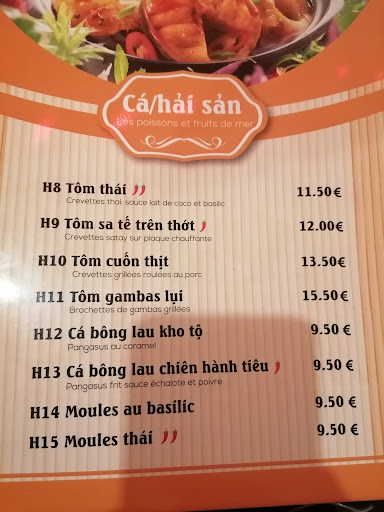 Cá/hải sản
Les poissons et fruits de mer
H8 Tôm thái 11.50€
Crevettes thai sauce lait de coco et basilic
H9 Tôm sa tế trên thớt 12.00€
Crevettes satay sur plaque chauffante
H10 Tôm cuốn thịt 13.50€
Crevettes grillées roulées au porc
H11 Tôm gambas lụi 15.50€
Brochettes de gambas grillées
H12 Cá bông lau kho tộ 9.50 €
Pangasus au caramel
H13 Cá bông lau chiên hành tiêu 9.50 €
Pangasus frit sauce échalote et poivre
H14 Moules au basilic 9.50 €
H15 Moules thái 9.50 €